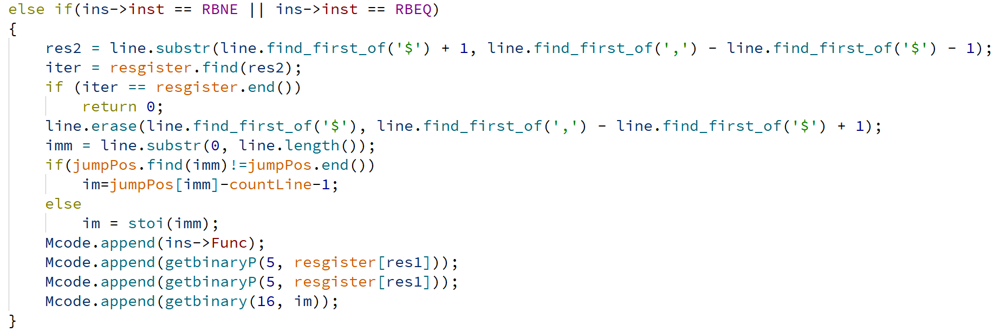 else if(ins->inst == RBNE || ins->inst == RBEQ)
{
    res2 = line.substr(line.find_first_of('$') + 1, line.find_first_of(',') - line.find_first_of('$') - 1);
    iter = resgister.find(res2);
    if (iter == resgister.end())
        return 0;
    line.erase(line.find_first_of('$'), line.find_first_of(',') - line.find_first_of('$') + 1);
    imm = line.substr(0, line.length());
    if(jumpPos.find(imm)!=jumpPos.end())
        im=jumpPos[imm]-countLine-1;
    else
        im = stoi(imm);
    Mcode.append(ins->Func);
    Mcode.append(getbinaryP(5, resgister[res1]));
    Mcode.append(getbinaryP(5, resgister[res1]));
    Mcode.append(getbinary(16, im));
}